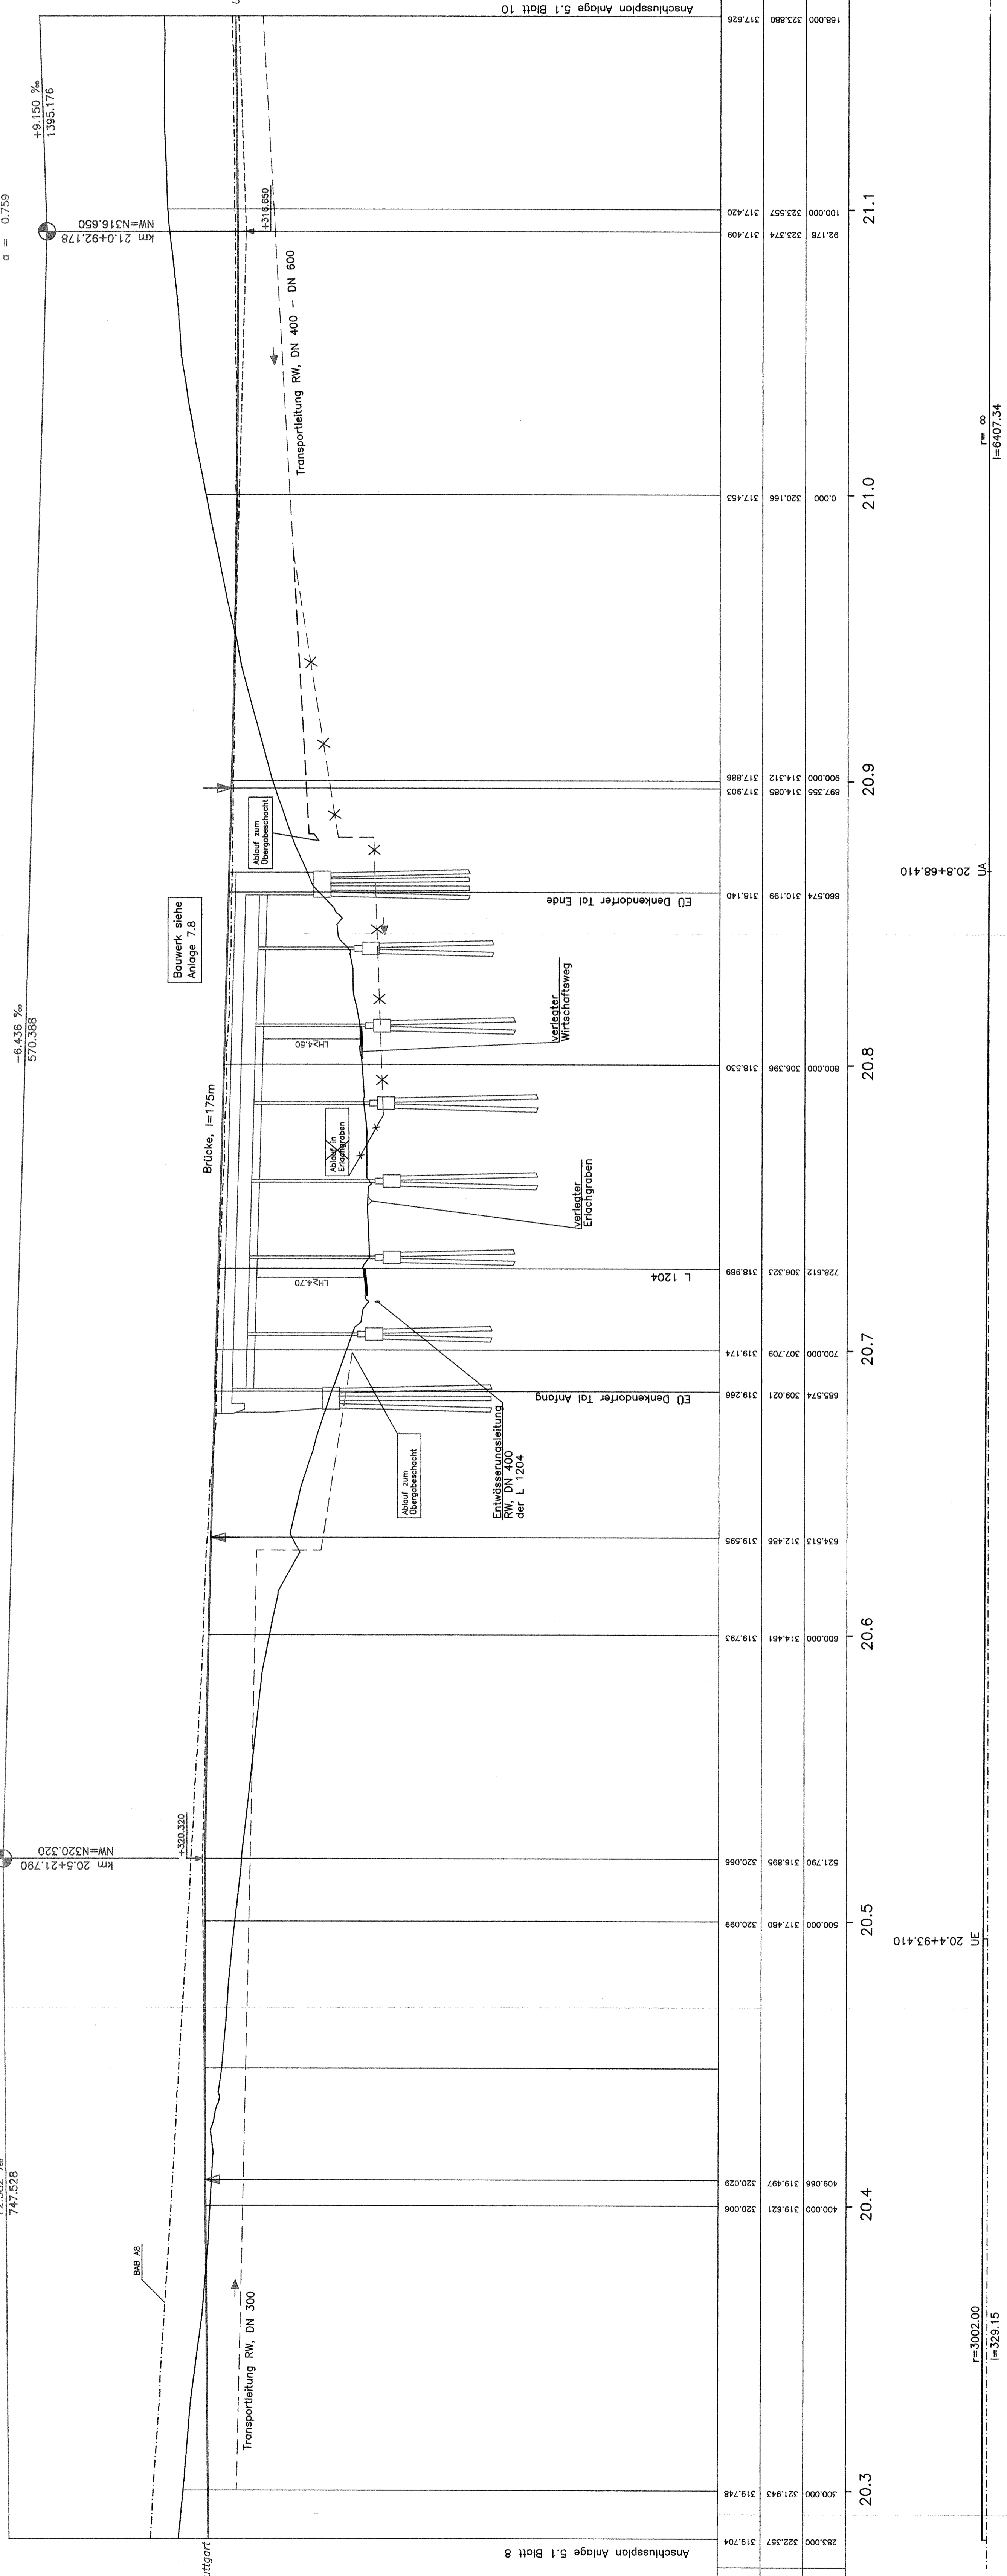 Anschlussplan Anlage 5.1 Blatt 10
a = 0.759
+9.150 ‰
1395.176
km 21.0+92.178
NW=N316.650
+316.650
Transportleitung RW, DN 400 - DN 600
-6.436 ‰
570.388
Bauwerk siehe
Anlage 7.8
Ablauf zum
Übergabeschacht
Brücke, l=175m
LH≥4.50
verlegter
Wirtschaftsweg
Ablauf in
Erlachgraben
verlegter
Erlachgraben
LH≥4.70
Ablauf zum
Übergabeschacht
Entwässerungsleitung
RW, DN 400
der L 1204
km 20.5+21.790
NW=N320.320
+320.320
747.528
BAB A8
Transportleitung RW, DN 300
uttgart
Anschlussplan Anlage 5.1 Blatt 8
EÜ Denkendorfer Tal Ende
L 1204
EÜ Denkendorfer Tal Anfang
317.626 323.880 168.000
317.420 323.557 100.000
317.409 323.374 92.178
317.453 320.166 0.000
317.886 314.312 900.000
317.903 314.085 897.355
318.140 310.199 860.574
318.530 306.396 800.000
318.989 306.323 728.612
319.174 307.709 700.000
319.266 309.021 685.574
319.595 312.486 634.513
319.793 314.461 600.000
320.066 316.895 521.790
320.099 317.480 500.000
320.029 319.497 409.066
320.006 319.621 400.000
319.748 321.943 300.000
319.704 322.357 283.000
21.1
21.0
20.9
20.8
20.7
20.6
20.5
20.4
20.3
20.8+68.410
UA
20.4+93.410
UE
r= ∞
l=6407.34
r=3002.00
l=329.15